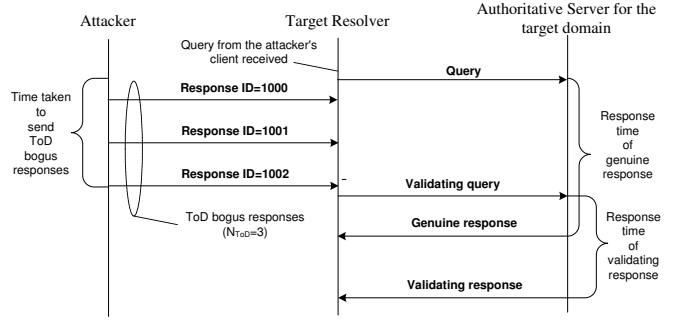 Attacker
Target Resolver
Authoritative Server for the
target domain
Query from the attacker's
client received
Query
Response ID=1000
Time taken
to
send
ToD
bogus
responses
Response ID=1001
Response
time
of
genuine
response
Response ID=1002
Validating query
ToD bogus responses
(NToD=3)
Genuine response
Response
time
of
validating
response
Validating response